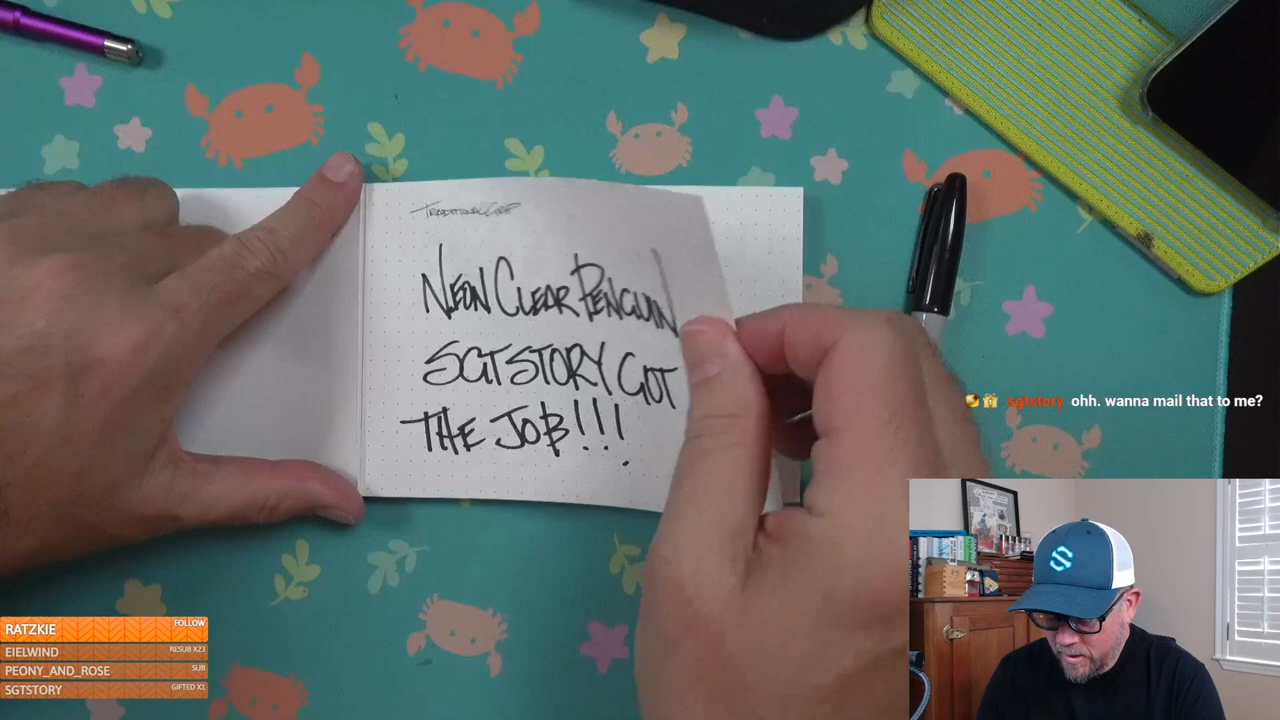 NEON CLEAR PENGUIN
SGTSTORY GOT
THE JOB!!!
sgtstory ohh. wanna mail that to me?
RATZKIE FOLLOW
EIELWIND RESUB X23
PEONY_AND_ROSE SUB
SGTSTORY GIFTED X1